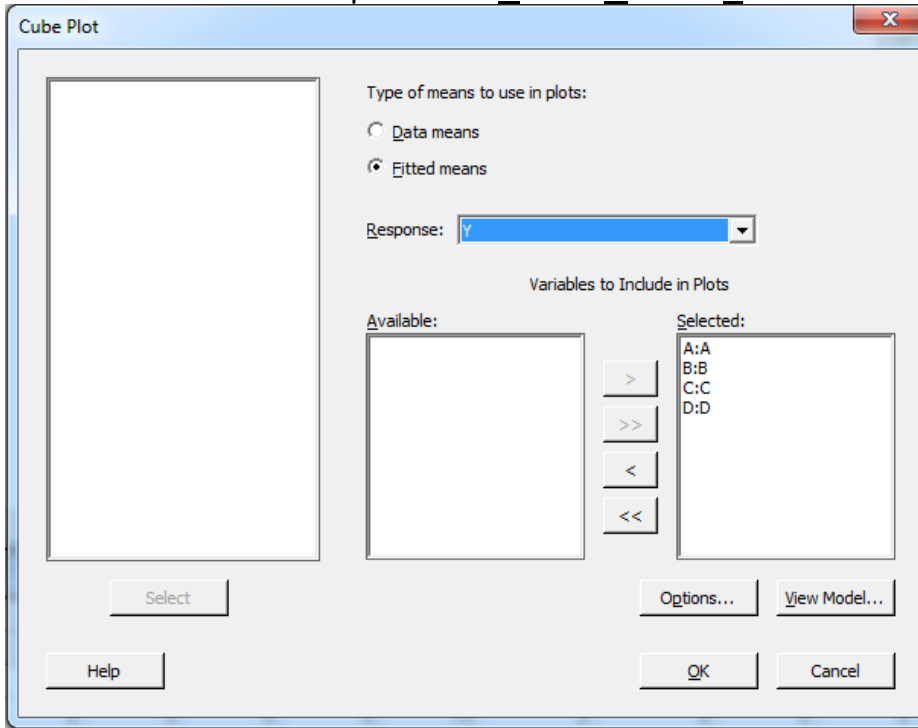 Cube Plot
Type of means to use in plots:
Data means
Fitted means
Response: Y
Variables to Include in Plots
Available:
Selected:
A:A
B:B
C:C
D:D
>
>>
<
<<
Select
Options...
View Model...
Help
OK
Cancel